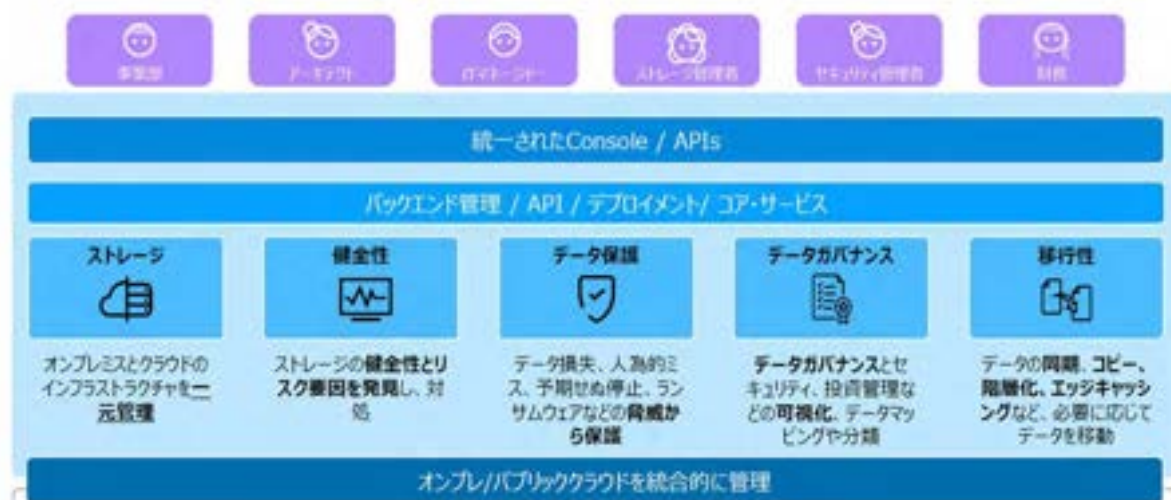 事業部
アーキテクト
ITマネージャー
ストレージ管理者
セキュリティ管理者
財務
統一されたConsole / APIs
バックエンド管理 / API / デプロイメント/ コア・サービス
ストレージ
健全性
データ保護
データガバナンス
移行性
オンプレミスとクラウドの
インフラストラクチャを一
元管理
ストレージの健全性とリ
スク要因を発見し、対
処
データ損失、人為的ミ
ス、予期せぬ停止、ラン
サムウェアなどの脅威か
ら保護
データガバナンスとセ
キュリティ、投資管理な
どの可視化、データマッ
ピングや分類
データの同期、コピー、
階層化、エッジキャッシ
ングなど、必要に応じて
データを移動
オンプレ/パブリッククラウドを統合的に管理